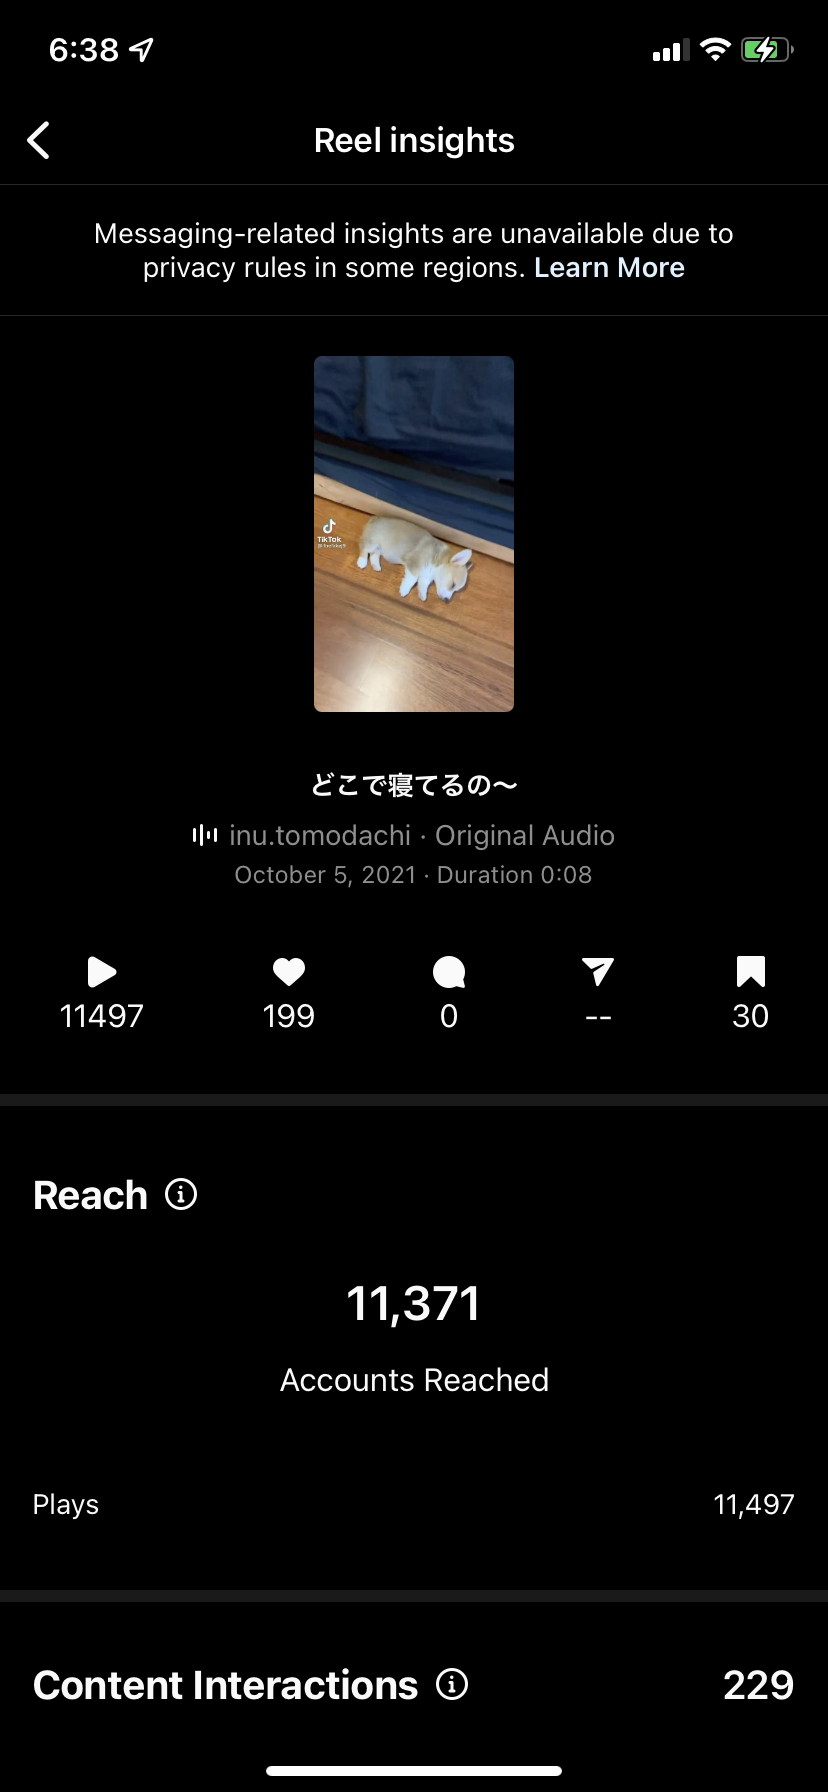 6:38
Reel insights
Messaging-related insights are unavailable due to
privacy rules in some regions. Learn More
TikTok
どこで寝てるの〜
inu.tomodachi · Original Audio
October 5, 2021 · Duration 0:08
11497 199 0 -- 30
Reach
11,371
Accounts Reached
Plays 11,497
Content Interactions 229